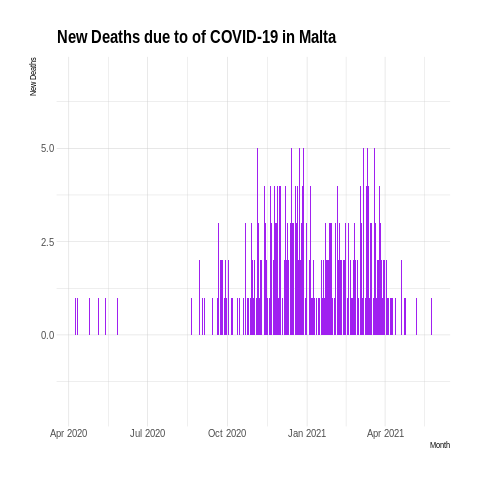 New Deaths due to of COVID-19 in Malta
New Deaths
5.0
2.5
0.0
Apr 2020 Jul 2020 Oct 2020 Jan 2021 Apr 2021
Month